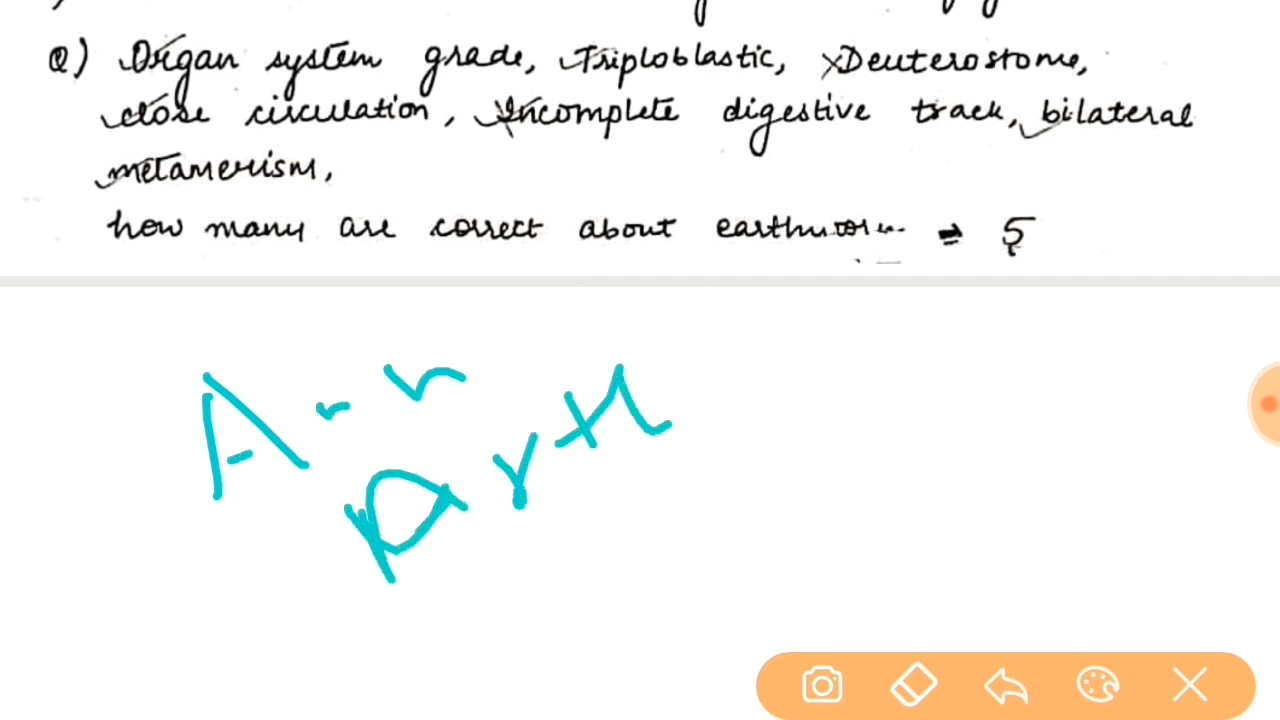 Q) Organ system grade, Triploblastic, Deuterostome,
close circulation, Incomplete digestive track, bilateral
metamerism,
how many are correct about earthworm = 5